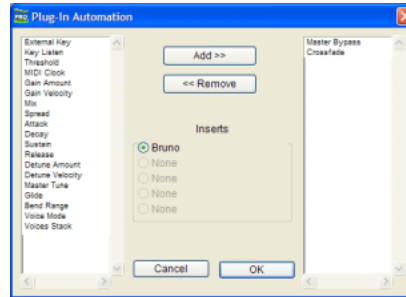 PRO Plug-In Automation
External Key
Key Listen
Threshold
MIDI Clock
Gain Amount
Gain Velocity
Mix
Spread
Attack
Decay
Sustain
Release
Detune Amount
Detune Velocity
Master Tune
Glide
Bend Range
Voice Mode
Voices Stack
Add >>
<< Remove
Inserts
Bruno
None
None
None
None
Cancel
OK
Master Bypass
Crossfade